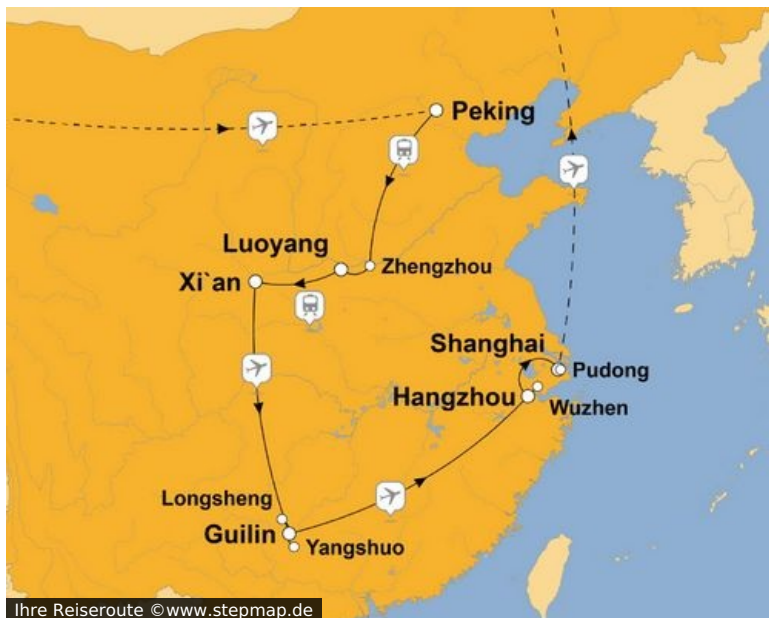 Peking
Luoyang
Zhengzhou
Xi`an
Shanghai
Pudong
Hangzhou
Wuzhen
Longsheng
Guilin
Yangshuo
Ihre Reiseroute ©www.stepmap.de